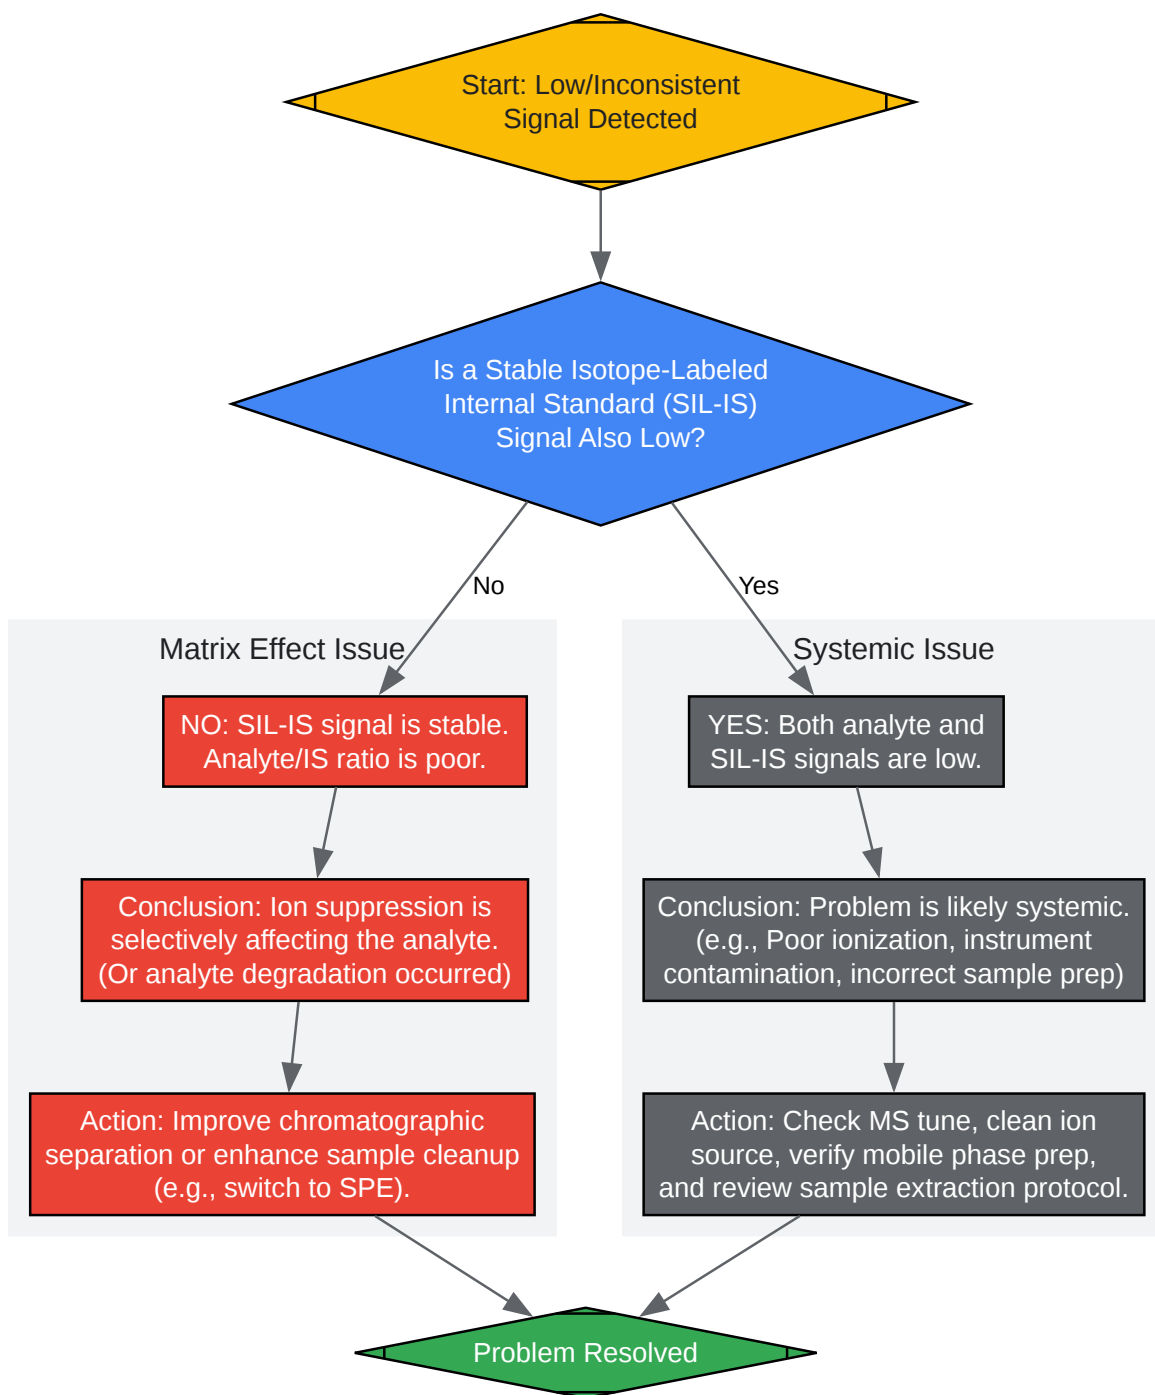 Start: Low/Inconsistent
Signal Detected
Is a Stable Isotope-Labeled
Internal Standard (SIL-IS)
Signal Also Low?
No
Yes
Matrix Effect Issue
NO: SIL-IS signal is stable.
Analyte/IS ratio is poor.
Conclusion: Ion suppression is
selectively affecting the analyte.
(Or analyte degradation occurred)
Action: Improve chromatographic
separation or enhance sample cleanup
(e.g., switch to SPE).
Systemic Issue
YES: Both analyte and
SIL-IS signals are low.
Conclusion: Problem is likely systemic.
(e.g., Poor ionization, instrument
contamination, incorrect sample prep)
Action: Check MS tune, clean ion
source, verify mobile phase prep,
and review sample extraction protocol.
Problem Resolved